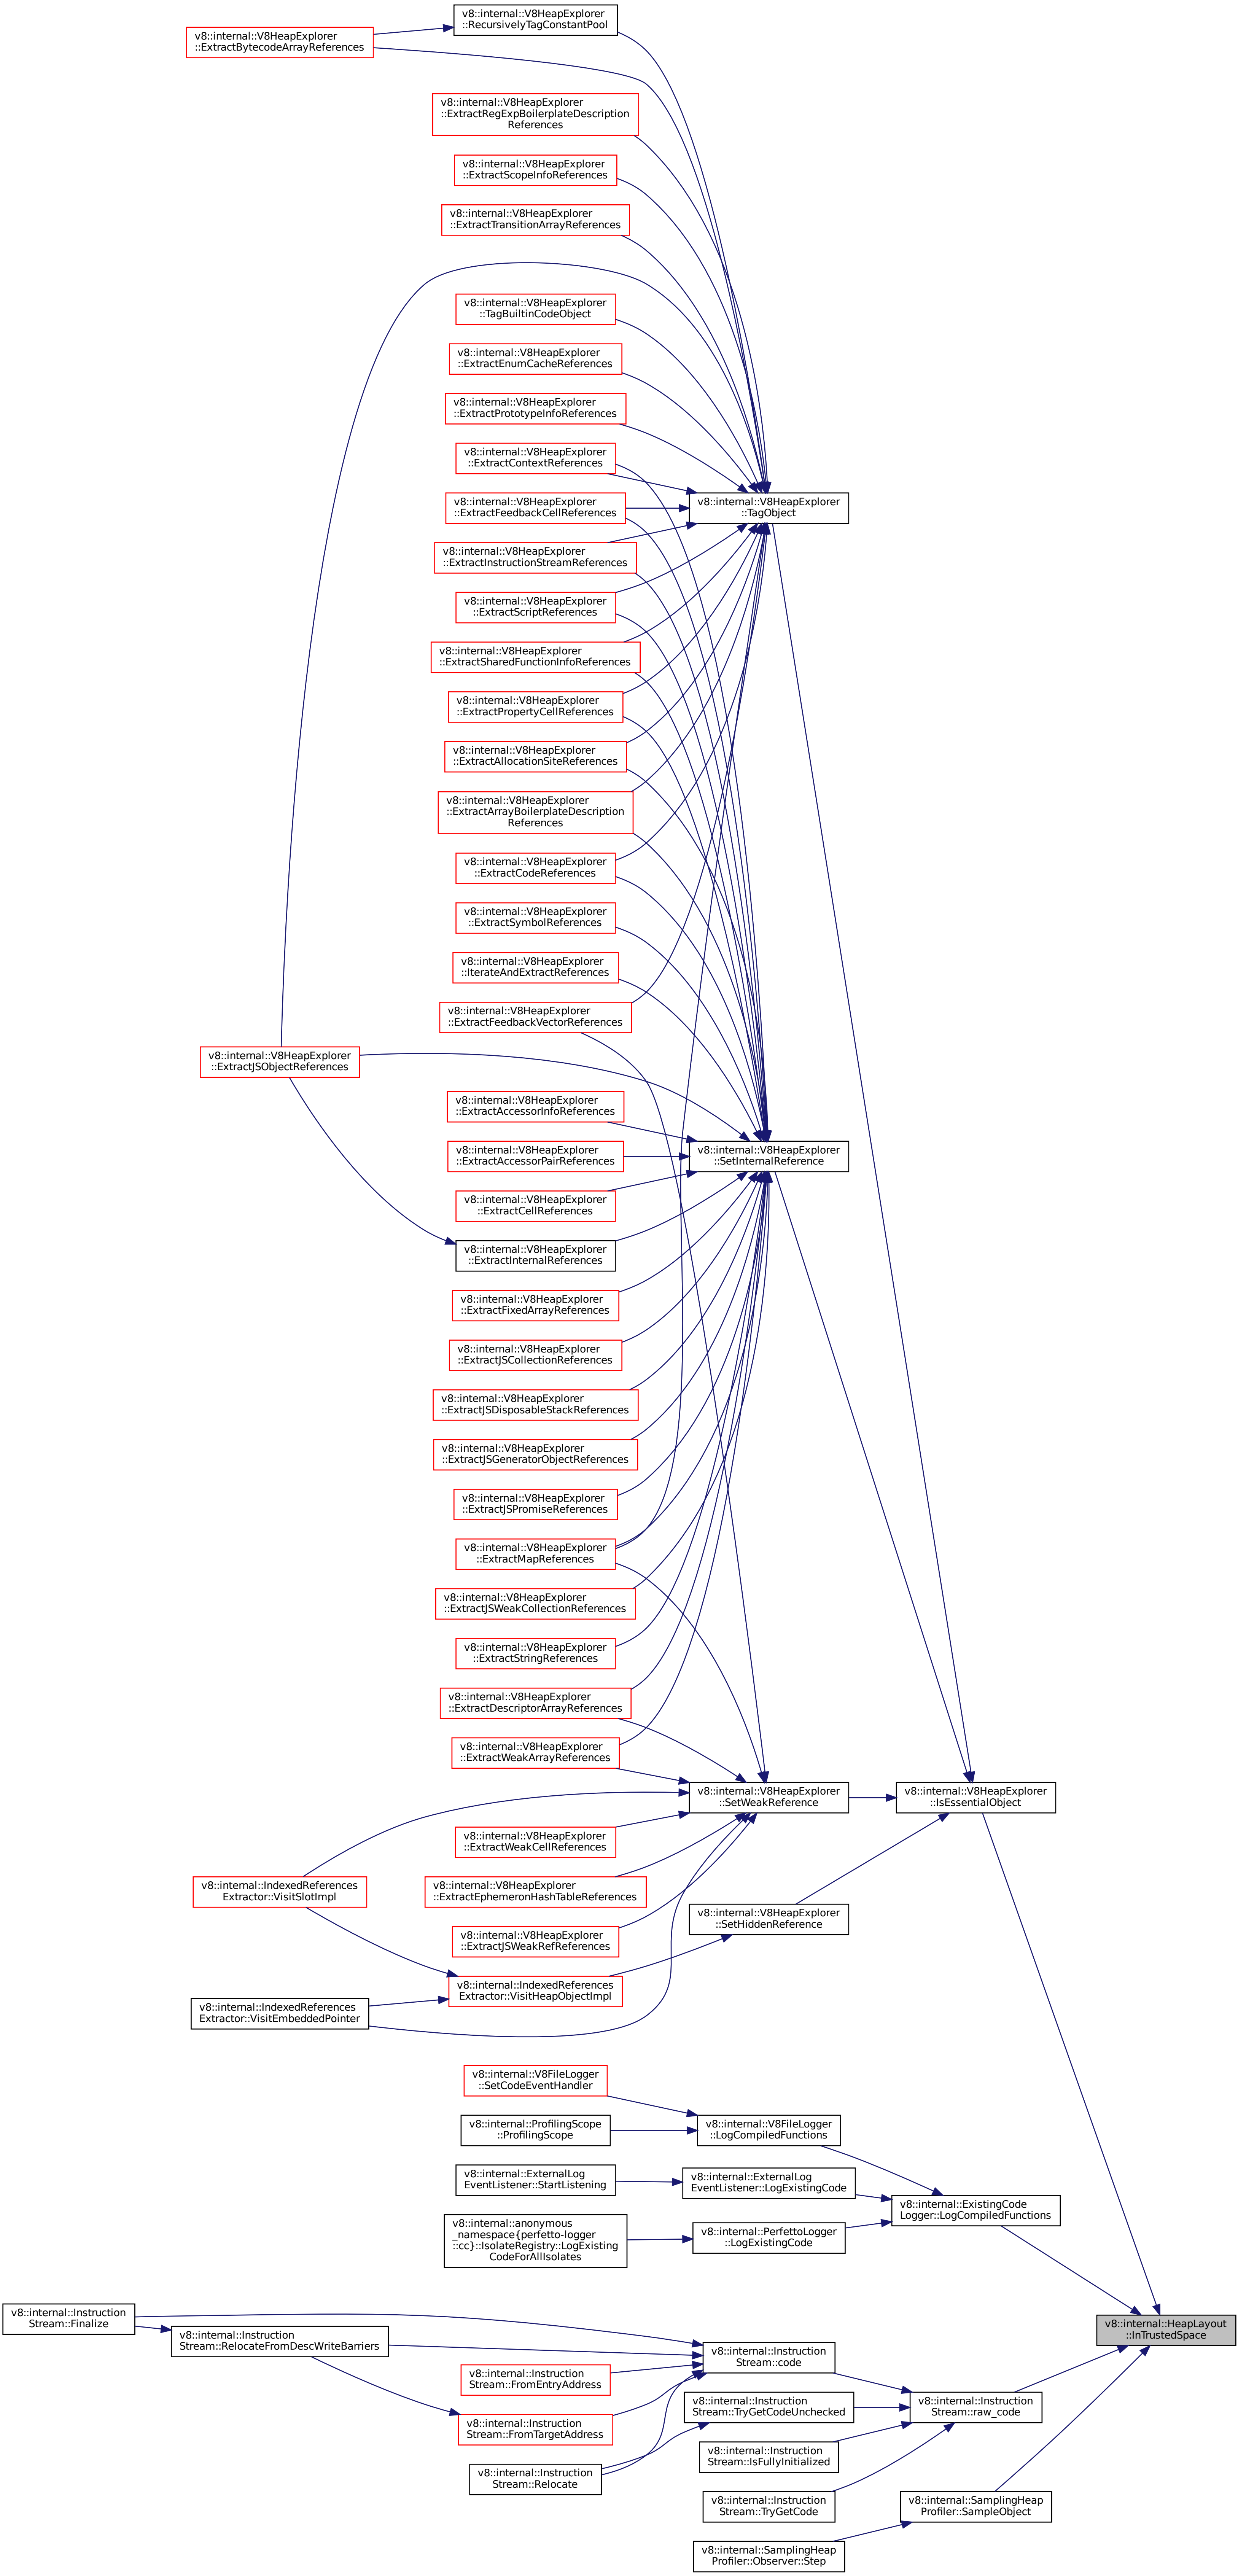 v8::internal::V8HeapExplorer
::RecursivelyTagConstantPool
v8::internal::V8HeapExplorer
::ExtractBytecodeArrayReferences
v8::internal::V8HeapExplorer
::ExtractRegExpBoilerplateDescription
References
v8::internal::V8HeapExplorer
::ExtractScopeInfoReferences
v8::internal::V8HeapExplorer
::ExtractTransitionArrayReferences
v8::internal::V8HeapExplorer
::TagBuiltinCodeObject
v8::internal::V8HeapExplorer
::ExtractEnumCacheReferences
v8::internal::V8HeapExplorer
::ExtractPrototypeInfoReferences
v8::internal::V8HeapExplorer
::ExtractContextReferences
v8::internal::V8HeapExplorer
::ExtractFeedbackCellReferences
v8::internal::V8HeapExplorer
::TagObject
v8::internal::V8HeapExplorer
::ExtractInstructionStreamReferences
v8::internal::V8HeapExplorer
::ExtractScriptReferences
v8::internal::V8HeapExplorer
::ExtractSharedFunctionInfoReferences
v8::internal::V8HeapExplorer
::ExtractPropertyCellReferences
v8::internal::V8HeapExplorer
::ExtractAllocationSiteReferences
v8::internal::V8HeapExplorer
::ExtractArrayBoilerplateDescription
References
v8::internal::V8HeapExplorer
::ExtractCodeReferences
v8::internal::V8HeapExplorer
::ExtractSymbolReferences
v8::internal::V8HeapExplorer
::IterateAndExtractReferences
v8::internal::V8HeapExplorer
::ExtractFeedbackVectorReferences
v8::internal::V8HeapExplorer
::ExtractJSObjectReferences
v8::internal::V8HeapExplorer
::ExtractAccessorInfoReferences
v8::internal::V8HeapExplorer
::ExtractAccessorPairReferences
v8::internal::V8HeapExplorer
::SetInternalReference
v8::internal::V8HeapExplorer
::ExtractCellReferences
v8::internal::V8HeapExplorer
::ExtractInternalReferences
v8::internal::V8HeapExplorer
::ExtractFixedArrayReferences
v8::internal::V8HeapExplorer
::ExtractJSCollectionReferences
v8::internal::V8HeapExplorer
::ExtractJSDisposableStackReferences
v8::internal::V8HeapExplorer
::ExtractJSGeneratorObjectReferences
v8::internal::V8HeapExplorer
::ExtractJSPromiseReferences
v8::internal::V8HeapExplorer
::ExtractMapReferences
v8::internal::V8HeapExplorer
::ExtractJSWeakCollectionReferences
v8::internal::V8HeapExplorer
::ExtractStringReferences
v8::internal::V8HeapExplorer
::ExtractDescriptorArrayReferences
v8::internal::V8HeapExplorer
::ExtractWeakArrayReferences
v8::internal::V8HeapExplorer
::SetWeakReference
v8::internal::V8HeapExplorer
::IsEssentialObject
v8::internal::V8HeapExplorer
::ExtractWeakCellReferences
v8::internal::IndexedReferences
Extractor::VisitSlotImpl
v8::internal::V8HeapExplorer
::ExtractEphemeronHashTableReferences
v8::internal::V8HeapExplorer
::SetHiddenReference
v8::internal::V8HeapExplorer
::ExtractJSWeakRefReferences
v8::internal::IndexedReferences
Extractor::VisitHeapObjectImpl
v8::internal::IndexedReferences
Extractor::VisitEmbeddedPointer
v8::internal::V8FileLogger
::SetCodeEventHandler
v8::internal::ProfilingScope
::ProfilingScope
v8::internal::V8FileLogger
::LogCompiledFunctions
v8::internal::ExternalLog
EventListener::StartListening
v8::internal::ExternalLog
EventListener::LogExistingCode
v8::internal::ExistingCode
Logger::LogCompiledFunctions
v8::internal::anonymous
_namespace{perfetto-logger
.cc}::IsolateRegistry::LogExisting
CodeForAllIsolates
v8::internal::PerfettoLogger
::LogExistingCode
v8::internal::Instruction
Stream::Finalize
v8::internal::Instruction
Stream::RelocateFromDescWriteBarriers
v8::internal::HeapLayout
::InTrustedSpace
v8::internal::Instruction
Stream::code
v8::internal::Instruction
Stream::FromEntryAddress
v8::internal::Instruction
Stream::TryGetCodeUnchecked
v8::internal::Instruction
Stream::raw_code
v8::internal::Instruction
Stream::FromTargetAddress
v8::internal::Instruction
Stream::IsFullyInitialized
v8::internal::Instruction
Stream::Relocate
v8::internal::Instruction
Stream::TryGetCode
v8::internal::SamplingHeap
Profiler::SampleObject
v8::internal::SamplingHeap
Profiler::Observer::Step